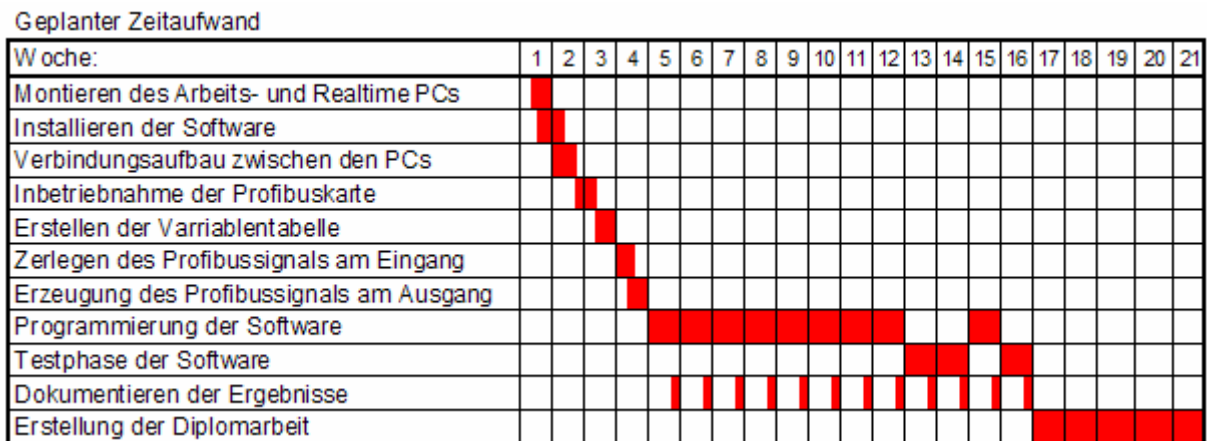 Geplanter Zeitaufwand
Woche: 1 2 3 4 5 6 7 8 9 10 11 12 13 14 15 16 17 18 19 20 21
Montieren des Arbeits- und Realtime PCs
Installieren der Software
Verbindungsaufbau zwischen den PCs
Inbetriebnahme der Profibuskarte
Erstellen der Varriablentabelle
Zerlegen des Profibussignals am Eingang
Erzeugung des Profibussignals am Ausgang
Programmierung der Software
Testphase der Software
Dokumentieren der Ergebnisse
Erstellung der Diplomarbeit